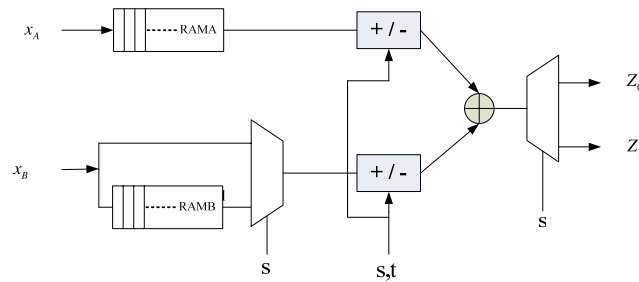 x_A
RAMA
+ / -
Z
x_B
+ / -
Z
RAMB
s
s,t
s